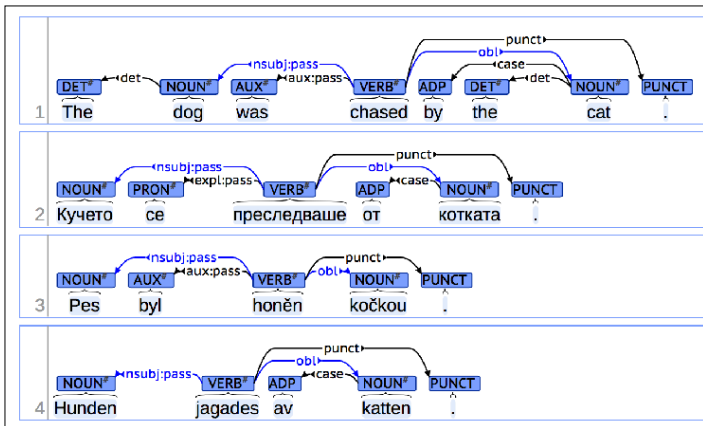 punct
obl
nsubj:pass case
det aux:pass det
DET# NOUN# AUX# VERB# ADP DET# NOUN# PUNCT
1 The dog was chased by the cat .
punct
nsubj:pass obl
expl:pass case
NOUN# PRON# VERB# ADP NOUN# PUNCT
2 Кучето се преследваше от котката .
nsubj:pass punct
aux:pass obl
NOUN# AUX# VERB# NOUN# PUNCT
3 Pes byl honěn kočkou .
punct
obl
nsubj:pass case
NOUN# VERB# ADP NOUN# PUNCT
4 Hunden jagades av katten .